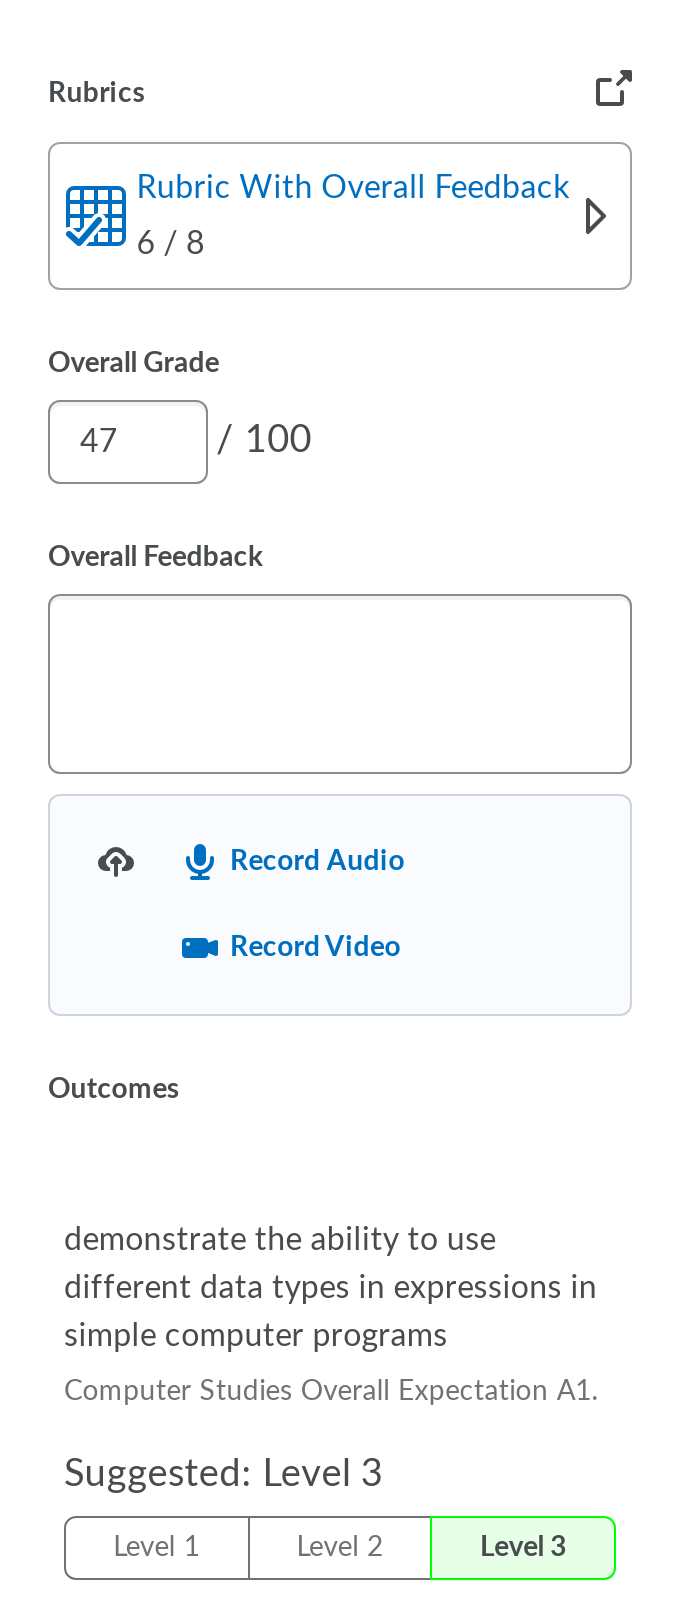 Rubrics
Rubric With Overall Feedback
6 / 8
Overall Grade
47 / 100
Overall Feedback
Record Audio
Record Video
Outcomes
demonstrate the ability to use
different data types in expressions in
simple computer programs
Computer Studies Overall Expectation A1.
Suggested: Level 3
Level 1 Level 2 Level 3